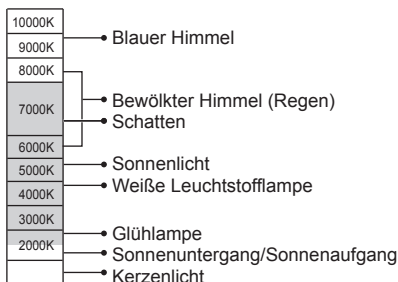 10000K
Blauer Himmel
9000K
8000K
Bewölkter Himmel (Regen)
7000K
Schatten
6000K
Sonnenlicht
5000K
Weiße Leuchtstofflampe
4000K
3000K
Glühlampe
2000K
Sonnenuntergang/Sonnenaufgang
Kerzenlicht